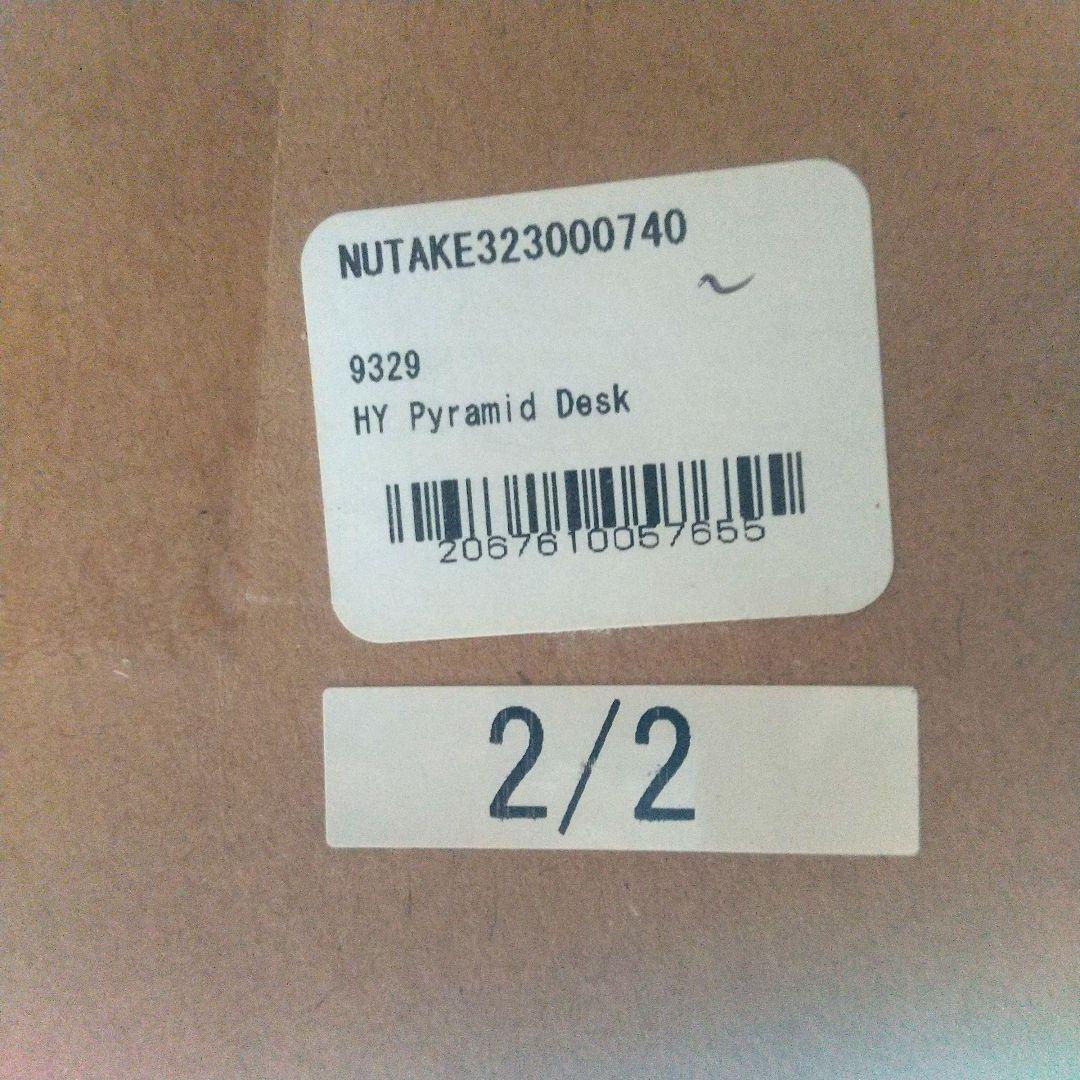 NUTAKE323000740
9329
HY Pyramid Desk
2067610057655
2/2